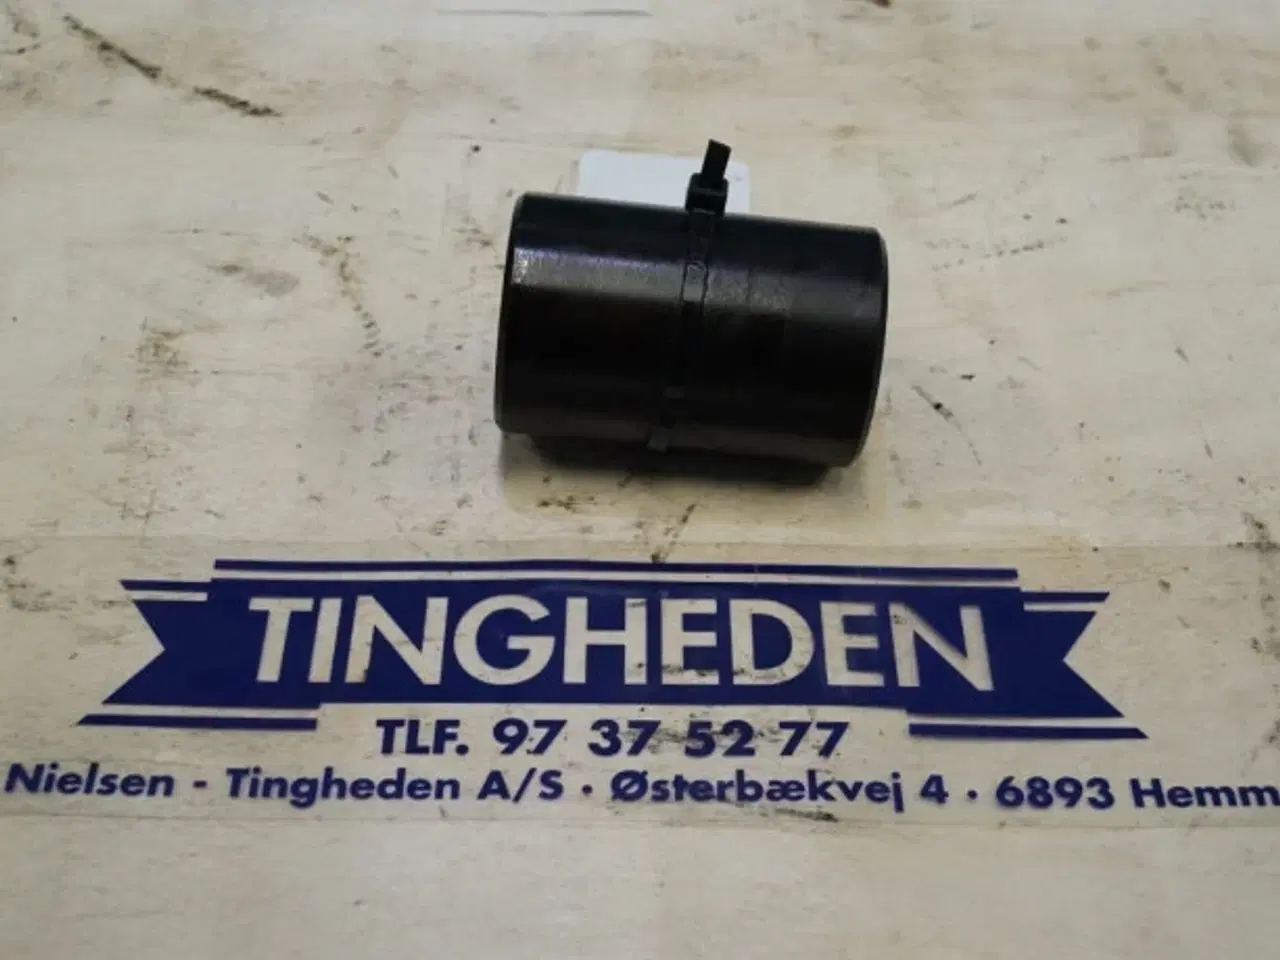 TINGHEDEN
TLF. 97 37 52 77
Nielsen - Tingheden A/S · Østerbækvej 4 · 6893 Hemm